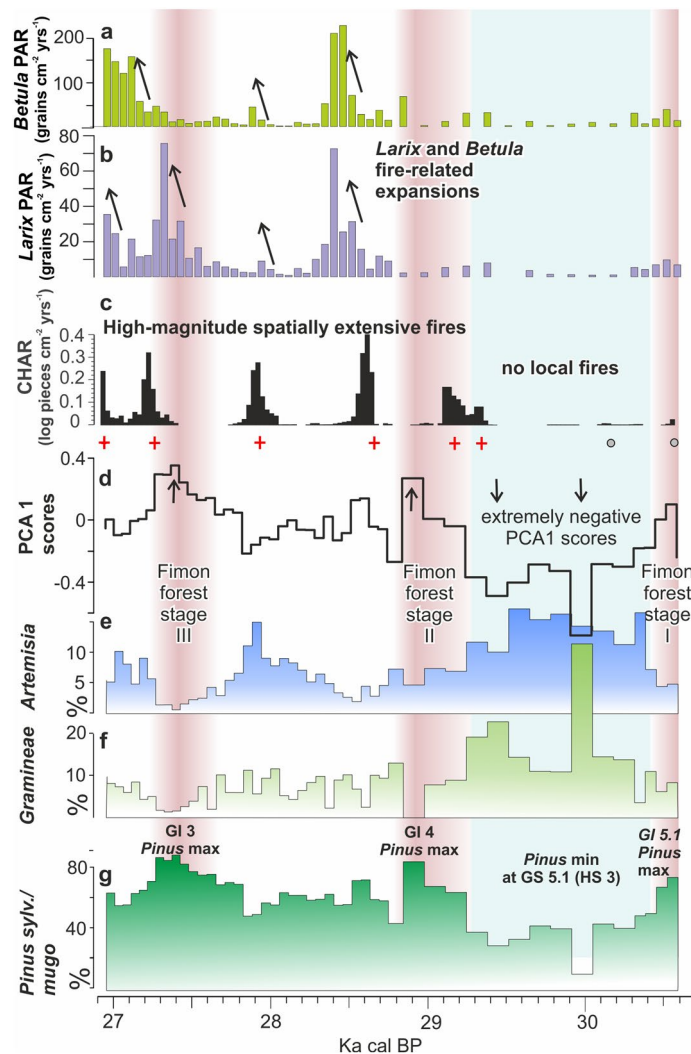 a
Betula PAR
(grains cm⁻² yrs⁻¹)
200
100
0
b
Larix and Betula
fire-related
expansions
Larix PAR
(grains cm⁻² yrs⁻¹)
80
60
40
20
c
High-magnitude spatially extensive fires
no local fires
CHAR
(log pieces cm⁻² yrs⁻¹)
0.4
0.3
0.2
0.1
0
d
PCA 1
scores
0.4
0
-0.4
extremely negative
PCA1 scores
Fimon
forest
stage
III
Fimon
forest
stage
II
Fimon
forest
stage
I
e
Artemisia
%
10
5
f
Gramineae
%
20
10
GI 3
Pinus max
GI 4
Pinus max
GI 5.1
Pinus
max
g
Pinus min
at GS 5.1 (HS 3)
Pinus sylv./
mugo
%
80
40
27
28
29
30
Ka cal BP